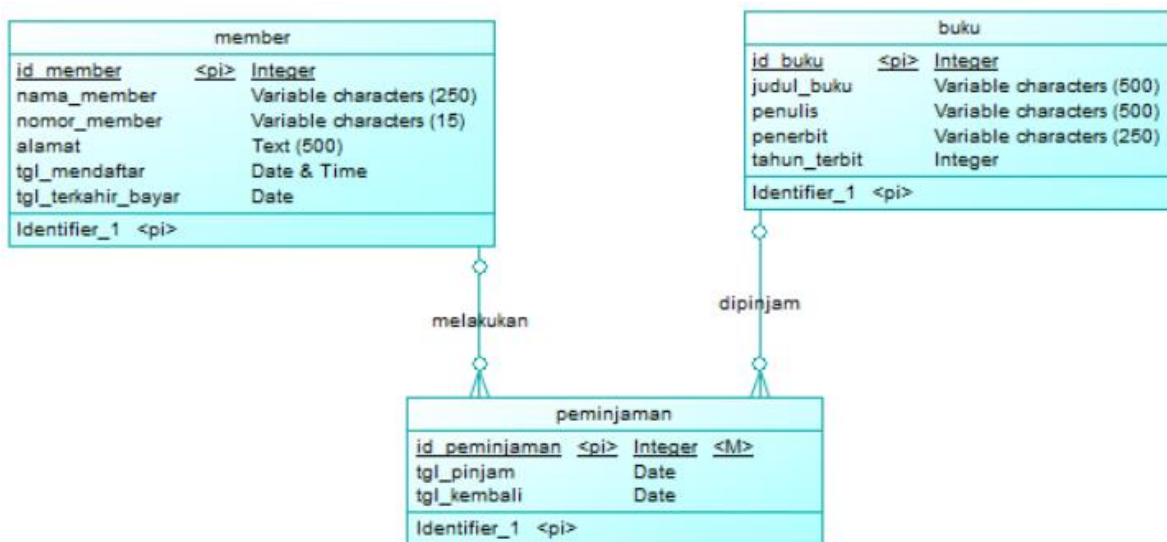 member
id_member <pi> Integer
nama_member Variable characters (250)
nomor_member Variable characters (15)
alamat Text (500)
tgl_mendaftar Date & Time
tgl_terkahir_bayar Date
Identifier_1 <pi>
buku
id_buku <pi> Integer
judul_buku Variable characters (500)
penulis Variable characters (500)
penerbit Variable characters (250)
tahun_terbit Integer
Identifier_1 <pi>
melakukan
dipinjam
peminjaman
id_peminjaman <pi> Integer <M>
tgl_pinjam Date
tgl_kembali Date
Identifier_1 <pi>